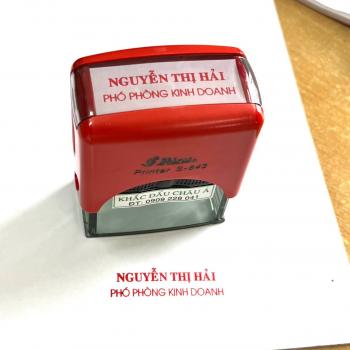 NGUYỄN THỊ HẢI
PHÓ PHÒNG KINH DOANH
Shiny
Printer S-842
KHẮC DẤU CHÂU Á
ĐT: 0909 229 041
NGUYỄN THỊ HẢI
PHÓ PHÒNG KINH DOANH